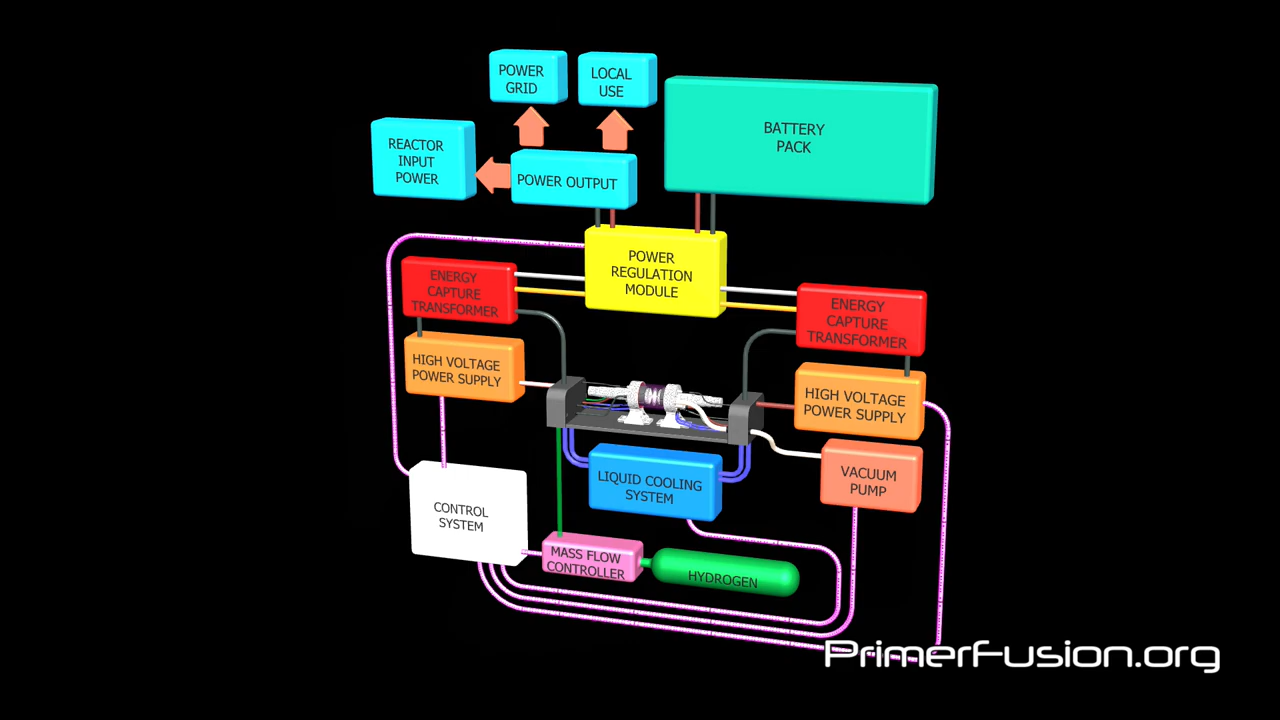 POWER
GRID
LOCAL
USE
BATTERY
PACK
REACTOR
INPUT
POWER
POWER OUTPUT
POWER
REGULATION
MODULE
ENERGY
CAPTURE
TRANSFORMER
ENERGY
CAPTURE
TRANSFORMER
HIGH VOLTAGE
POWER SUPPLY
HIGH VOLTAGE
POWER SUPPLY
LIQUID COOLING
SYSTEM
VACUUM
PUMP
CONTROL
SYSTEM
MASS FLOW
CONTROLLER
HYDROGEN
PrimerFusion.org